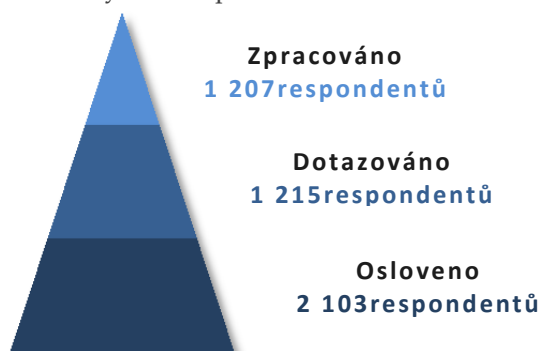 Zpracováno
1 207respondentů
Dotazováno
1 215respondentů
Osloveno
2 103respondentů